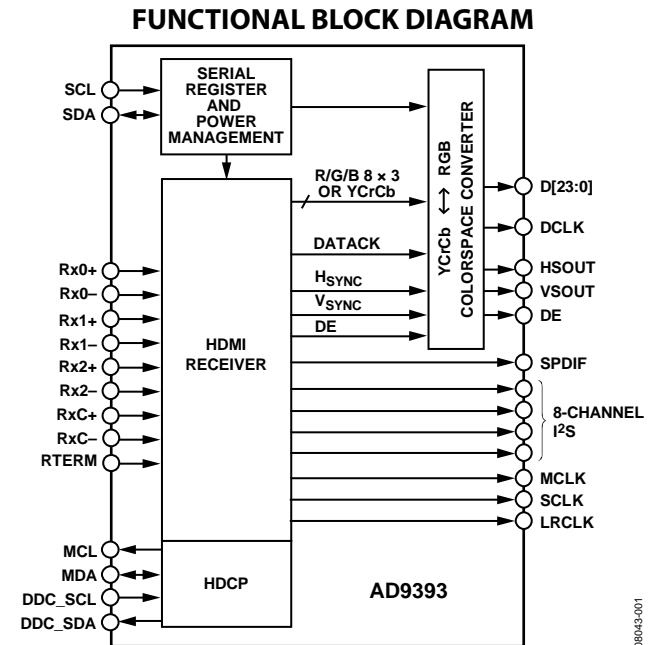 FUNCTIONAL BLOCK DIAGRAM
SCL
SDA
SERIAL
REGISTER
AND
POWER
MANAGEMENT
R/G/B 8 × 3
OR YCrCb
DATACK
HSYNC
VSYNC
DE
YCrCb ↔ RGB
COLORSPACE CONVERTER
D[23:0]
DCLK
HSOUT
VSOUT
DE
Rx0+
Rx0–
Rx1+
Rx1–
Rx2+
Rx2–
RxC+
RxC–
RTERM
HDMI
RECEIVER
SPDIF
8-CHANNEL
I2S
MCLK
SCLK
LRCLK
MCL
MDA
DDC_SCL
DDC_SDA
HDCP
AD9393
08043-001